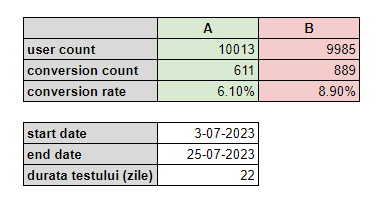 A B
user count 10013 9985
conversion count 611 889
conversion rate 6.10% 8.90%
start date 3-07-2023
end date 25-07-2023
durata testului (zile) 22